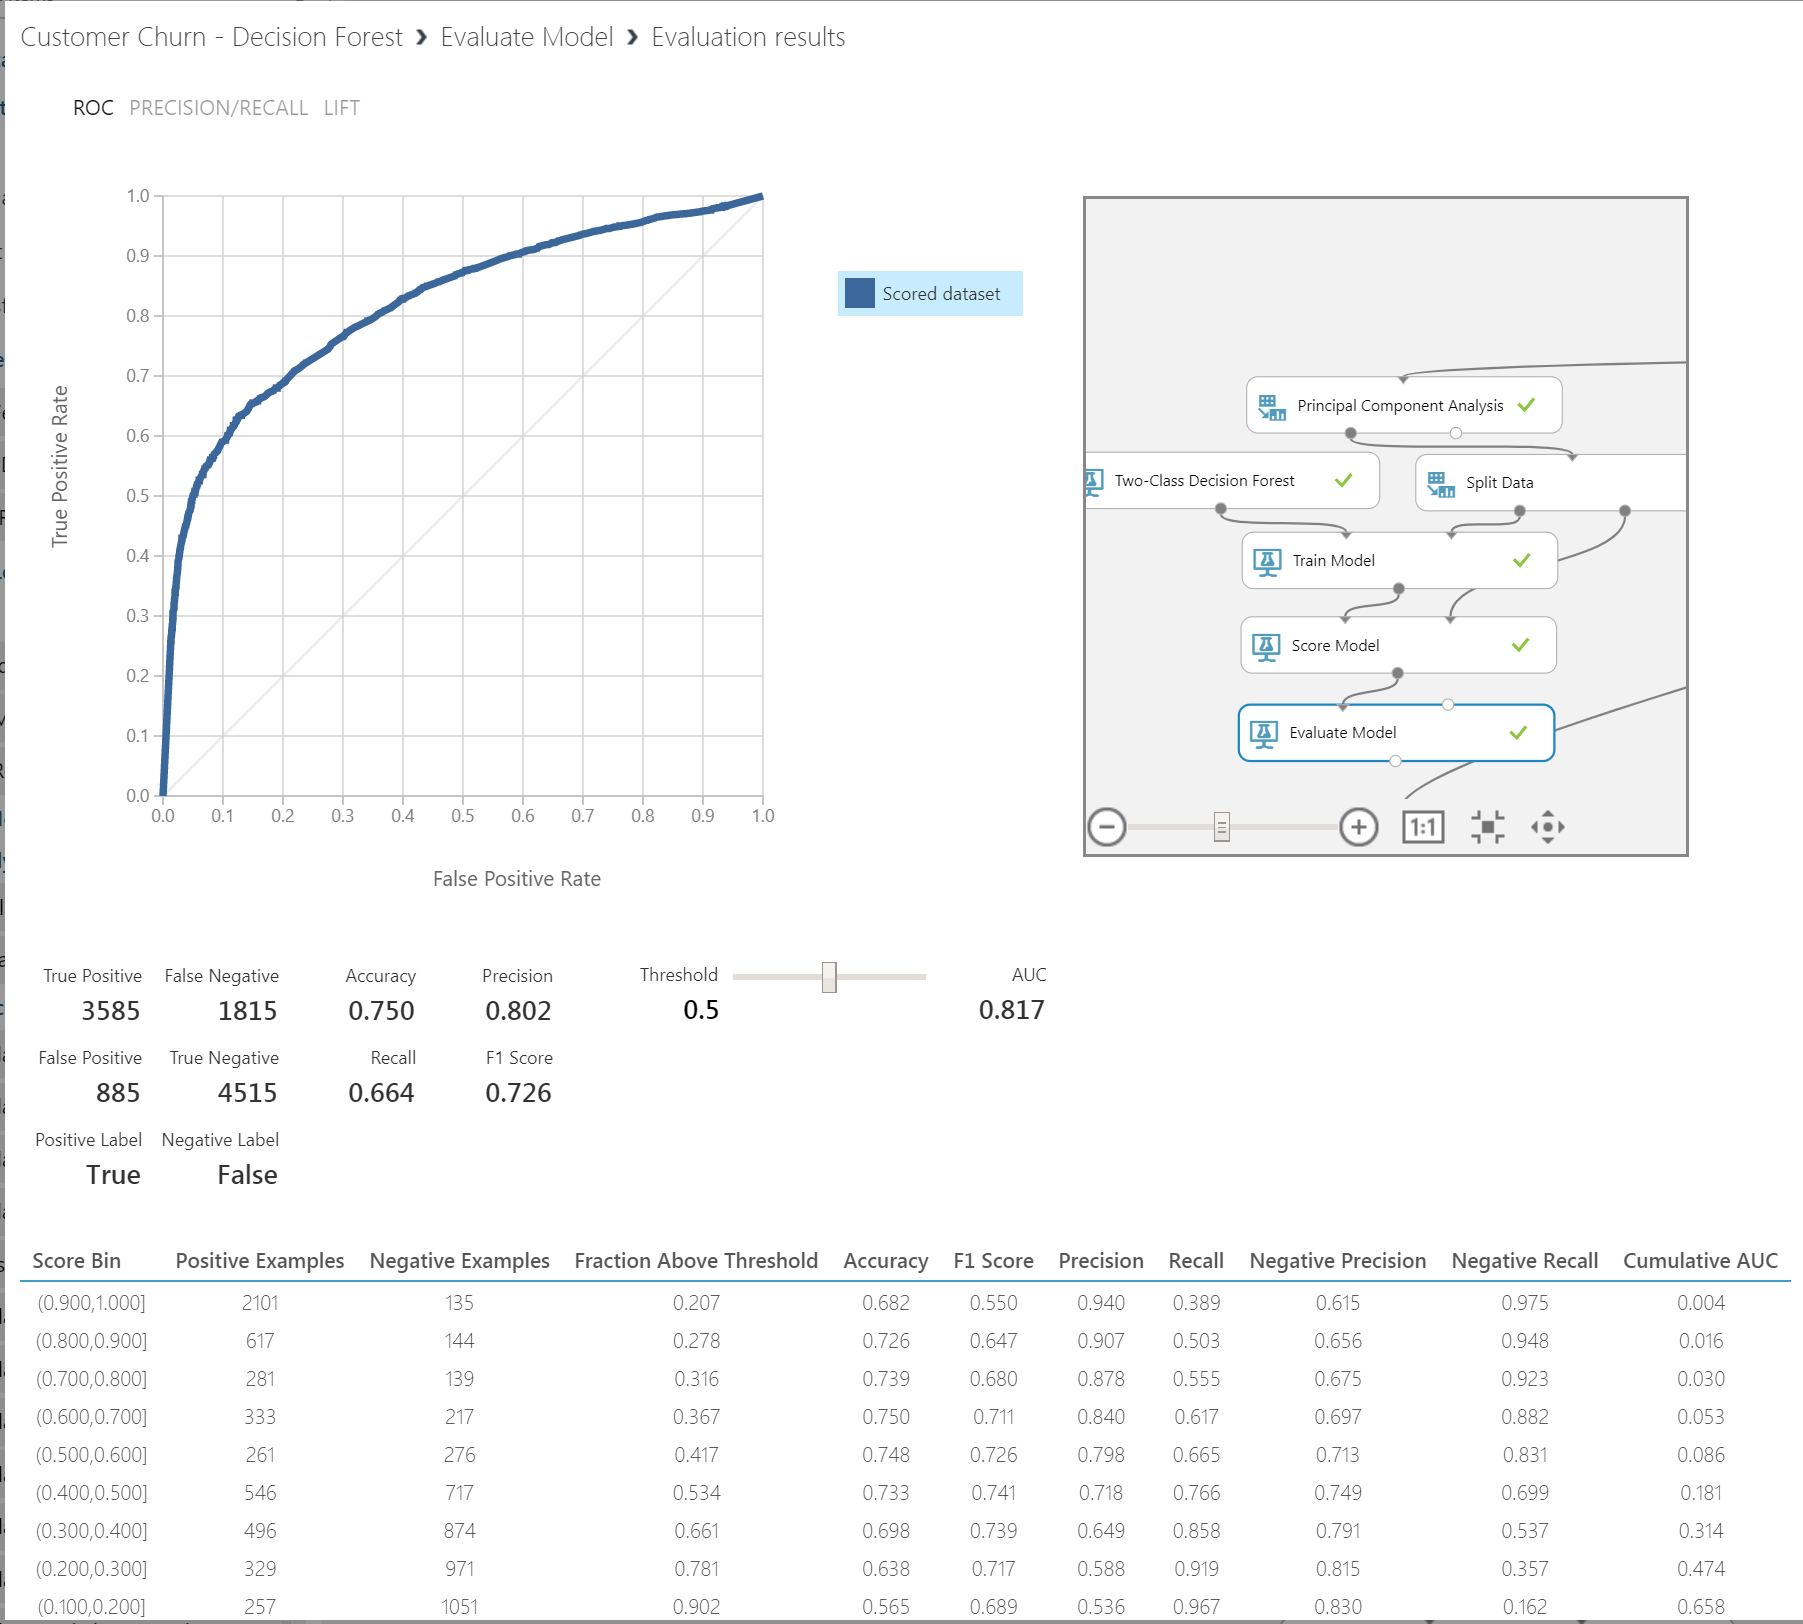 Customer Churn - Decision Forest › Evaluate Model › Evaluation results
ROC PRECISION/RECALL LIFT
1.0
0.9
0.8
0.7
0.6
0.5
0.4
0.3
0.2
0.1
0.0
True Positive Rate
0.0 0.1 0.2 0.3 0.4 0.5 0.6 0.7 0.8 0.9 1.0
False Positive Rate
Scored dataset
Principal Component Analysis
Two-Class Decision Forest
Split Data
Train Model
Score Model
Evaluate Model
1:1
True Positive False Negative Accuracy Precision Threshold AUC
3585 1815 0.750 0.802 0.5 0.817
False Positive True Negative Recall F1 Score
885 4515 0.664 0.726
Positive Label Negative Label
True False
Score Bin Positive Examples Negative Examples Fraction Above Threshold Accuracy F1 Score Precision Recall Negative Precision Negative Recall Cumulative AUC
(0.900,1.000] 2101 135 0.207 0.682 0.550 0.940 0.389 0.615 0.975 0.004
(0.800,0.900] 617 144 0.278 0.726 0.647 0.907 0.503 0.656 0.948 0.016
(0.700,0.800] 281 139 0.316 0.739 0.680 0.878 0.555 0.675 0.923 0.030
(0.600,0.700] 333 217 0.367 0.750 0.711 0.840 0.617 0.697 0.882 0.053
(0.500,0.600] 261 276 0.417 0.748 0.726 0.798 0.665 0.713 0.831 0.086
(0.400,0.500] 546 717 0.534 0.733 0.741 0.718 0.766 0.749 0.699 0.181
(0.300,0.400] 496 874 0.661 0.698 0.739 0.649 0.858 0.791 0.537 0.314
(0.200,0.300] 329 971 0.781 0.638 0.717 0.588 0.919 0.815 0.357 0.474
(0.100,0.200] 257 1051 0.902 0.565 0.689 0.536 0.967 0.830 0.162 0.658